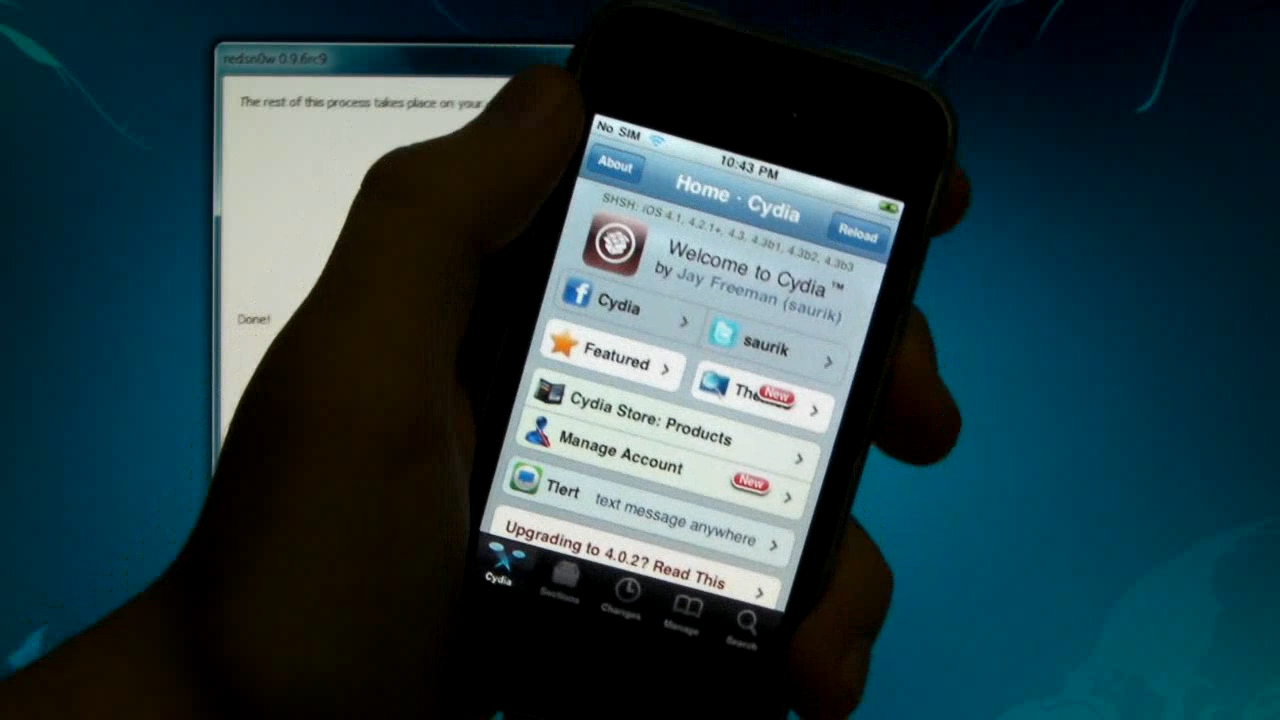 redsn0w 0.9.6rc9
The rest of this process takes place on your
Done!
No SIM
10:43 PM
About
Home · Cydia
Reload
SHSH: iOS 4.1, 4.2.1+, 4.3, 4.3b1, 4.3b2, 4.3b3
Welcome to Cydia™
by Jay Freeman (saurik)
Cydia
saurik
Featured
New
Cydia Store: Products
Manage Account
New
Tlert text message anywhere
Upgrading to 4.0.2? Read This
Cydia
Sections
Changes
Manage
Search